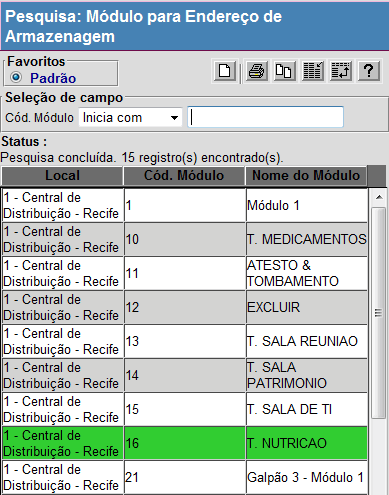 Pesquisa: Módulo para Endereço de
Armazenagem
Favoritos
Padrão
?
Seleção de campo
Cód. Módulo Inicia com
Status :
Pesquisa concluída. 15 registro(s) encontrado(s).
Local Cód. Módulo Nome do Módulo
1 - Central de
Distribuição - Recife 1 Módulo 1
1 - Central de
Distribuição - Recife 10 T. MEDICAMENTOS
1 - Central de
Distribuição - Recife 11 ATESTO &
TOMBAMENTO
1 - Central de
Distribuição - Recife 12 EXCLUIR
1 - Central de
Distribuição - Recife 13 T. SALA REUNIAO
1 - Central de
Distribuição - Recife 14 T. SALA
PATRIMONIO
1 - Central de
Distribuição - Recife 15 T. SALA DE TI
1 - Central de
Distribuição - Recife 16 T. NUTRICAO
1 - Central de
Distribuição - Recife 21 Galpão 3 - Módulo 1